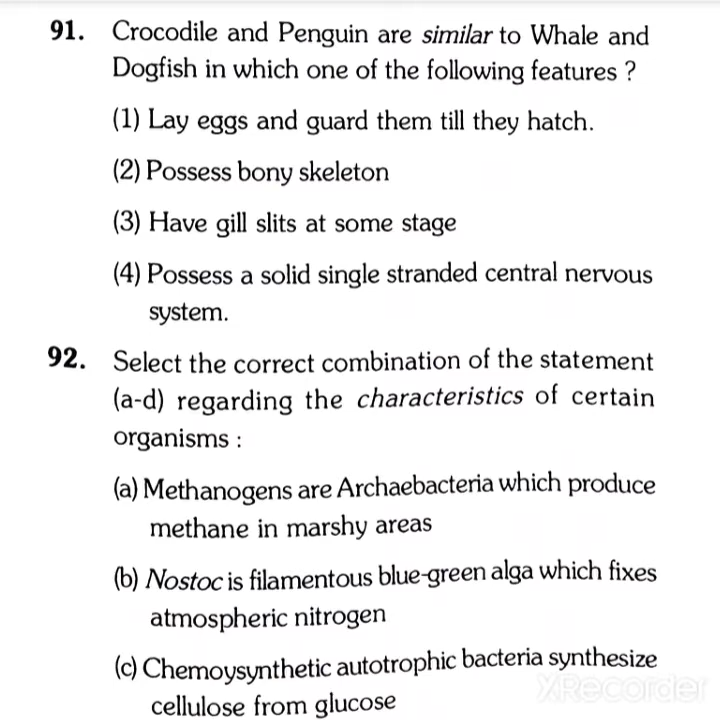 91. Crocodile and Penguin are similar to Whale and
Dogfish in which one of the following features ?
(1) Lay eggs and guard them till they hatch.
(2) Possess bony skeleton
(3) Have gill slits at some stage
(4) Possess a solid single stranded central nervous
system.
92. Select the correct combination of the statement
(a-d) regarding the characteristics of certain
organisms :
(a) Methanogens are Archaebacteria which produce
methane in marshy areas
(b) Nostoc is filamentous blue-green alga which fixes
atmospheric nitrogen
(c) Chemoysynthetic autotrophic bacteria synthesize
cellulose from glucose
XRecorder